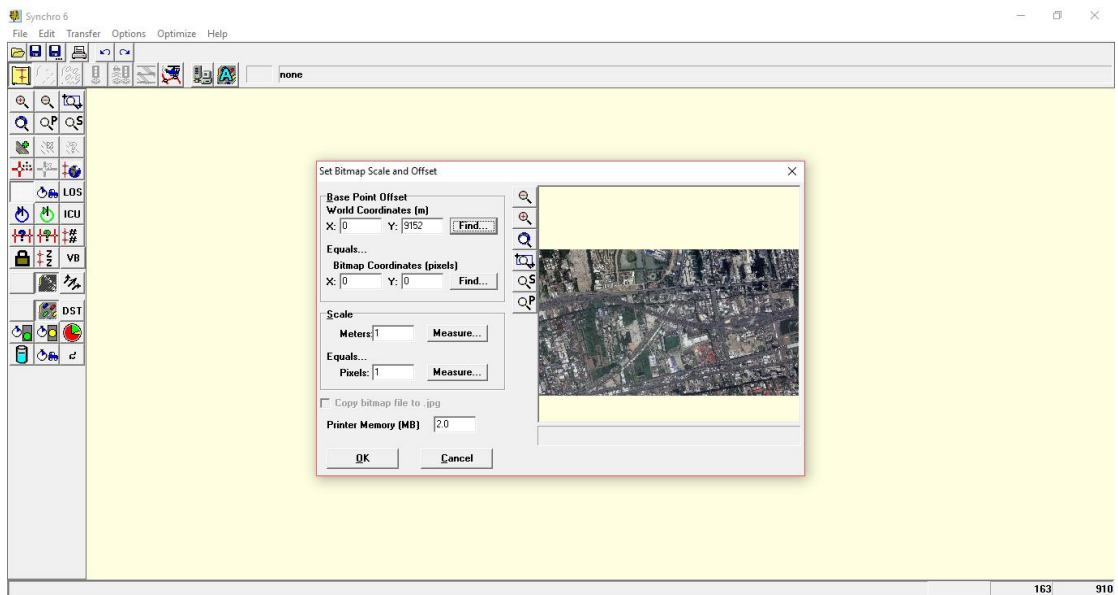 Synchro 6
File Edit Transfer Options Optimize Help
none
P S
LOS
ICU
?  ? #
Z
Z VB
DST
Set Bitmap Scale and Offset
Base Point Offset
World Coordinates (m)
X: 0 Y: 9152 Find...
Equals...
Bitmap Coordinates (pixels)
X: 0 Y: 0 Find...
Scale
Meters: 1 Measure...
Equals...
Pixels: 1 Measure...
Copy bitmap file to .jpg
Printer Memory (MB) 2.0
OK Cancel
S
P
163 910